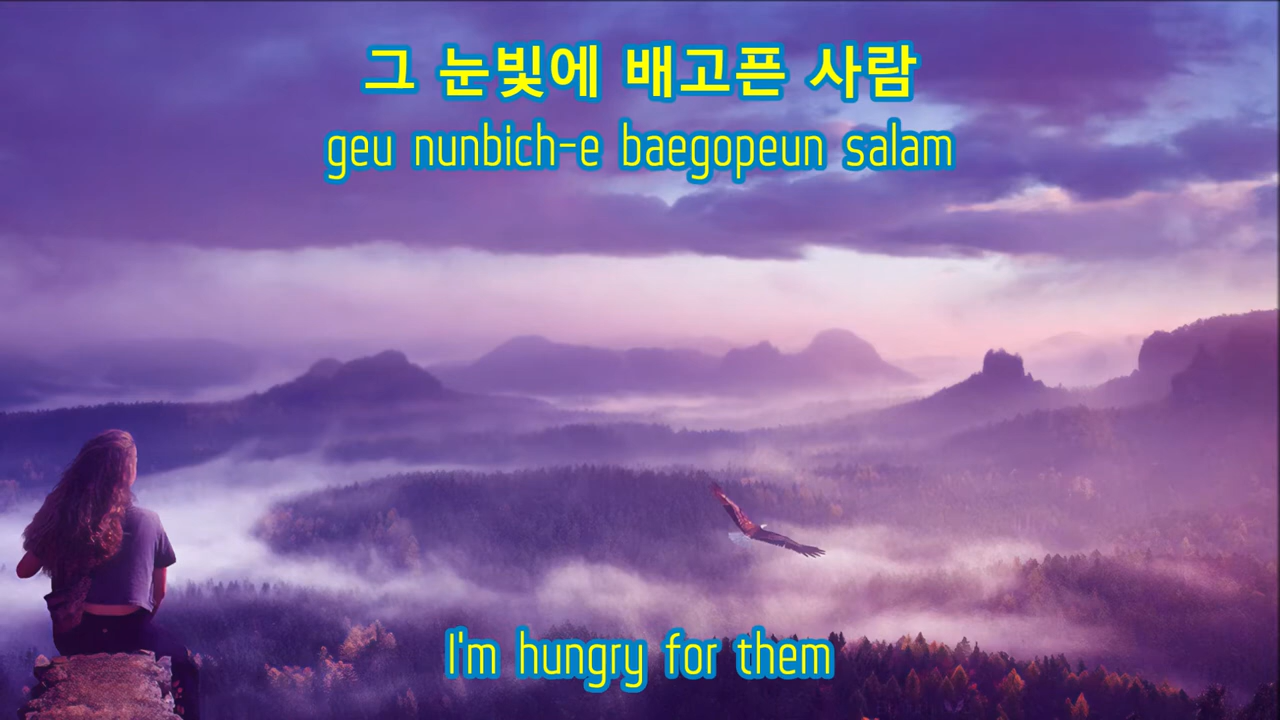 그 눈빛에 배고픈 사람
geu nunbich-e baegopeun salam
I'm hungry for them